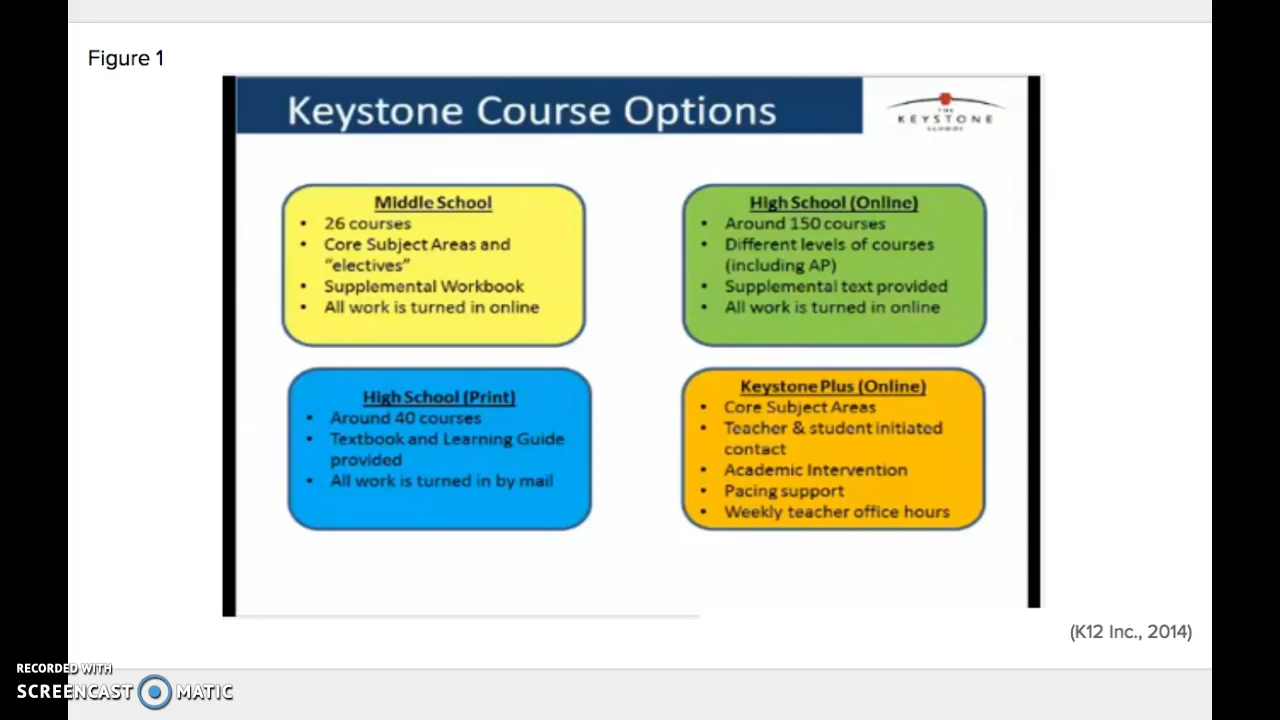 Figure 1
Keystone Course Options
THE
KEYSTONE
SCHOOL
Middle School
• 26 courses
• Core Subject Areas and
"electives"
• Supplemental Workbook
• All work is turned in online
High School (Online)
• Around 150 courses
• Different levels of courses
(including AP)
• Supplemental text provided
• All work is turned in online
High School (Print)
• Around 40 courses
• Textbook and Learning Guide
provided
• All work is turned in by mail
Keystone Plus (Online)
• Core Subject Areas
• Teacher & student initiated
contact
• Academic Intervention
• Pacing support
• Weekly teacher office hours
(K12 Inc., 2014)
RECORDED WITH
SCREENCAST MATIC